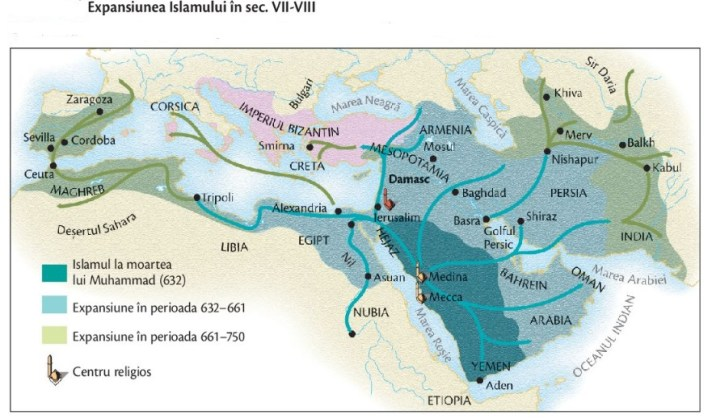 Expansiunea Islamului în sec. VII-VIII
Zaragoza
CORSICA
IMPERIUL BIZANTIN
Bulgari
Marea Neagră
Marea Caspică
Sir Daria
Khiva
Sevilla
Cordoba
Smirna
CRETA
ARMENIA
Mosul
MESOPOTAMIA
Merv
Balkh
Nishapur
Kabul
Ceuta
MAGHREB
Damasc
Baghdad
PERSIA
Tripoli
Alexandria
Ierusalim
Basra
Shiraz
Golful
Persic
INDIA
Deșertul Sahara
LIBIA
EGIPT
HEJAZ
Nil
Asuan
Medina
Mecca
BAHREIN
OMAN
Marea Arabiei
NUBIA
ARABIA
Marea Roșie
OCEANUL INDIAN
YEMEN
Aden
ETIOPIA
Islamul la moartea
lui Muhammad (632)
Expansiune în perioada 632–661
Expansiune în perioada 661–750
Centru religios